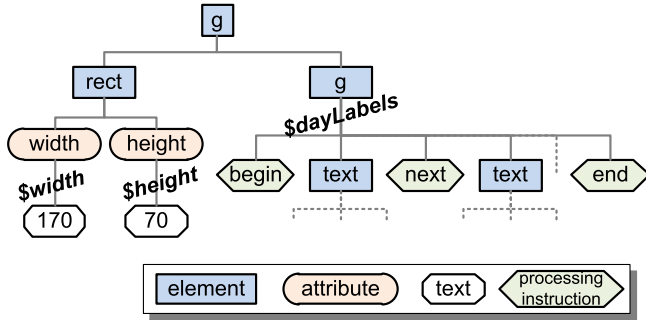 g
rect
g
$dayLabels
width
height
begin
text
next
text
end
$width
$height
170
70
element
attribute
text
processing
instruction